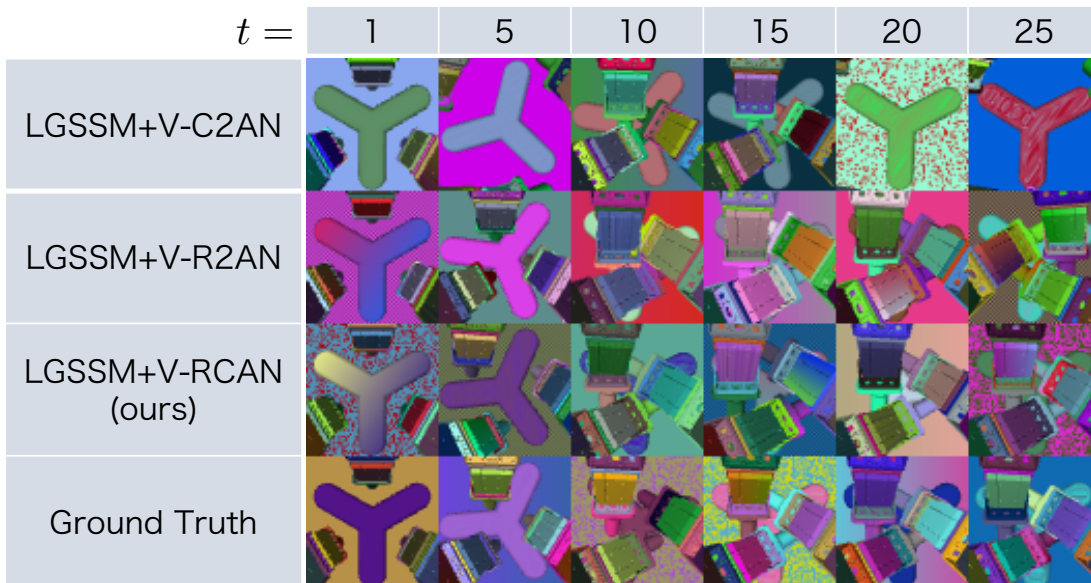 t = 1 5 10 15 20 25
LGSSM+V-C2AN
LGSSM+V-R2AN
LGSSM+V-RCAN
(ours)
Ground Truth